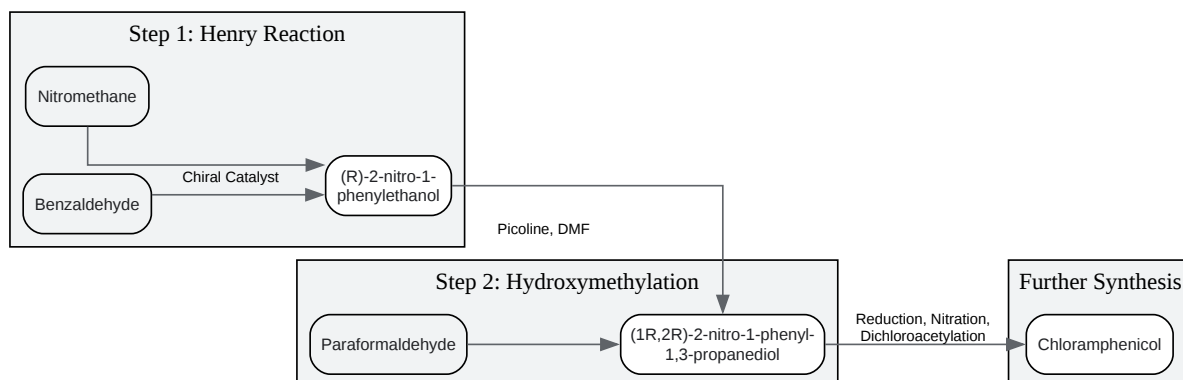 Step 1: Henry Reaction
Nitromethane
Chiral Catalyst
(R)-2-nitro-1-
phenylethanol
Benzaldehyde
Picoline, DMF
Step 2: Hydroxymethylation
Paraformaldehyde
(1R,2R)-2-nitro-1-phenyl-
1,3-propanediol
Reduction, Nitration,
Dichloroacetylation
Further Synthesis
Chloramphenicol